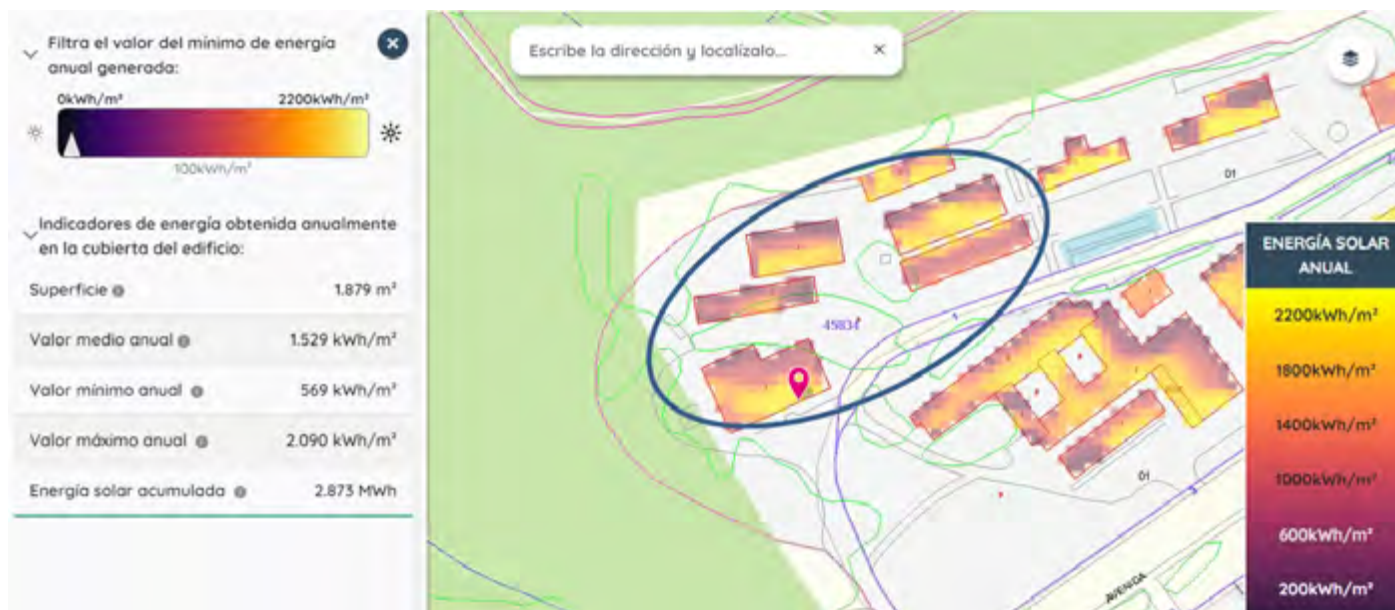 Filtra el valor del mínimo de energía
anual generada:
0kWh/m²
2200kWh/m²
100kWh/m²
Indicadores de energía obtenida anualmente
en la cubierta del edificio:
Superficie
1.879 m²
Valor medio anual
1.529 kWh/m²
Valor mínimo anual
569 kWh/m²
Valor máximo anual
2.090 kWh/m²
Energía solar acumulada
2.873 MWh
Escribe la dirección y localízalo...
01
45834
1
01
3
AVENIDA
ENERGÍA SOLAR
ANUAL
2200kWh/m²
1800kWh/m²
1400kWh/m²
1000kWh/m²
600kWh/m²
200kWh/m²